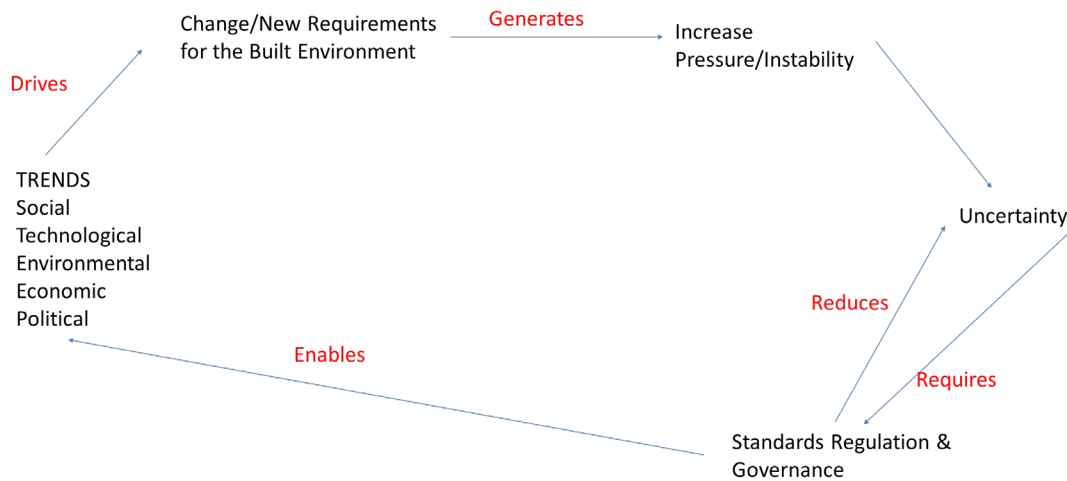 Change/New Requirements
for the Built Environment
Generates
Increase
Pressure/Instability
Drives
TRENDS
Social
Technological
Environmental
Economic
Political
Uncertainty
Reduces
Enables
Requires
Standards Regulation &
Governance